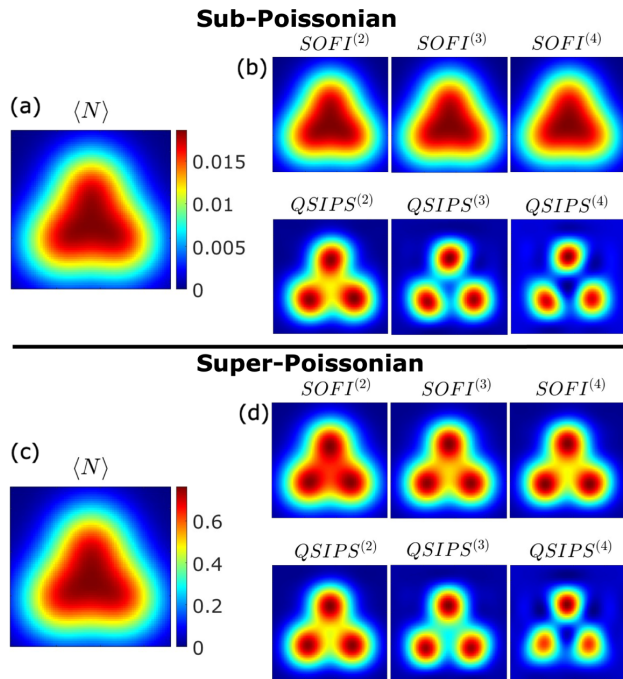 Sub-Poissonian
(a)
⟨N⟩
0.015
0.01
0.005
0
(b)
SOFI^(2) SOFI^(3) SOFI^(4)
QSIPS^(2) QSIPS^(3) QSIPS^(4)
Super-Poissonian
(c)
⟨N⟩
0.6
0.4
0.2
0
(d)
SOFI^(2) SOFI^(3) SOFI^(4)
QSIPS^(2) QSIPS^(3) QSIPS^(4)